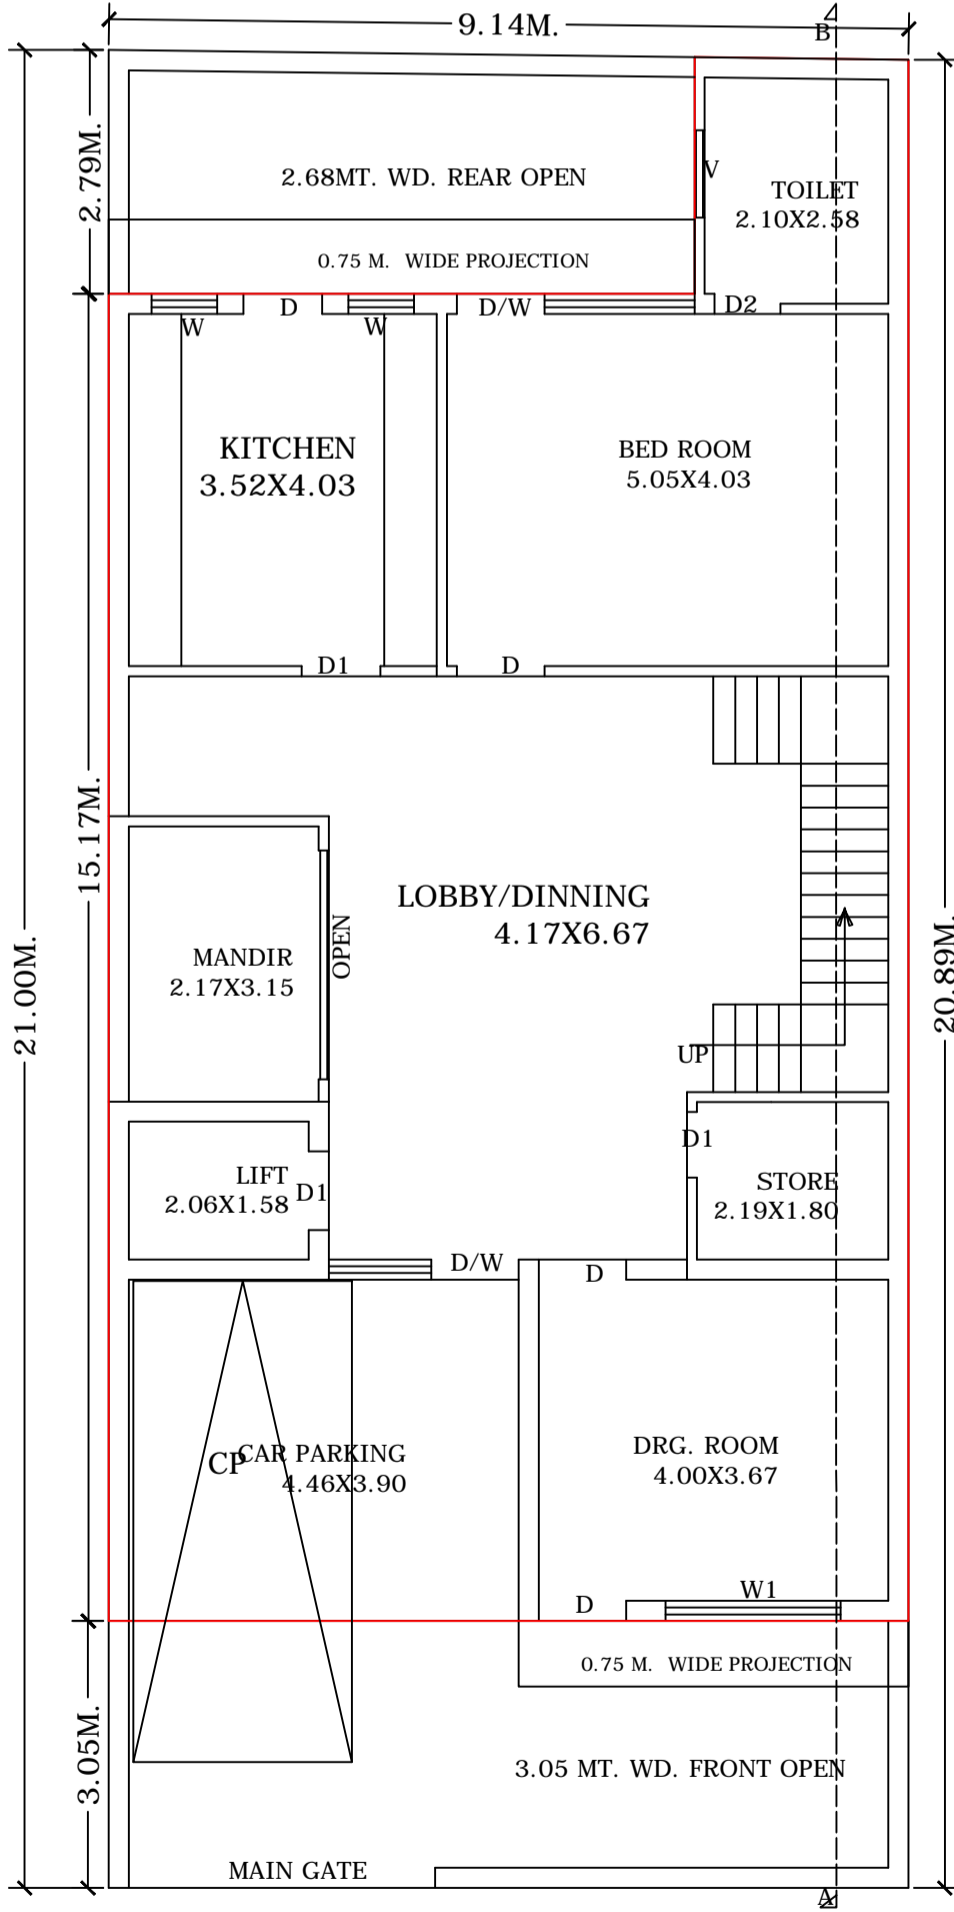 9.14M.
B
2.79M.
2.68MT. WD. REAR OPEN
V
TOILET
2.10X2.58
0.75 M. WIDE PROJECTION
W
D
W
D/W
D2
KITCHEN
3.52X4.03
BED ROOM
5.05X4.03
D1
D
15.17M.
21.00M.
20.89M.
LOBBY/DINNING
4.17X6.67
MANDIR
2.17X3.15
OPEN
UP
D1
LIFT
2.06X1.58
D1
STORE
2.19X1.80
D/W
D
CP
CAR PARKING
4.46X3.90
DRG. ROOM
4.00X3.67
D
W1
0.75 M. WIDE PROJECTION
3.05M.
3.05 MT. WD. FRONT OPEN
MAIN GATE
A